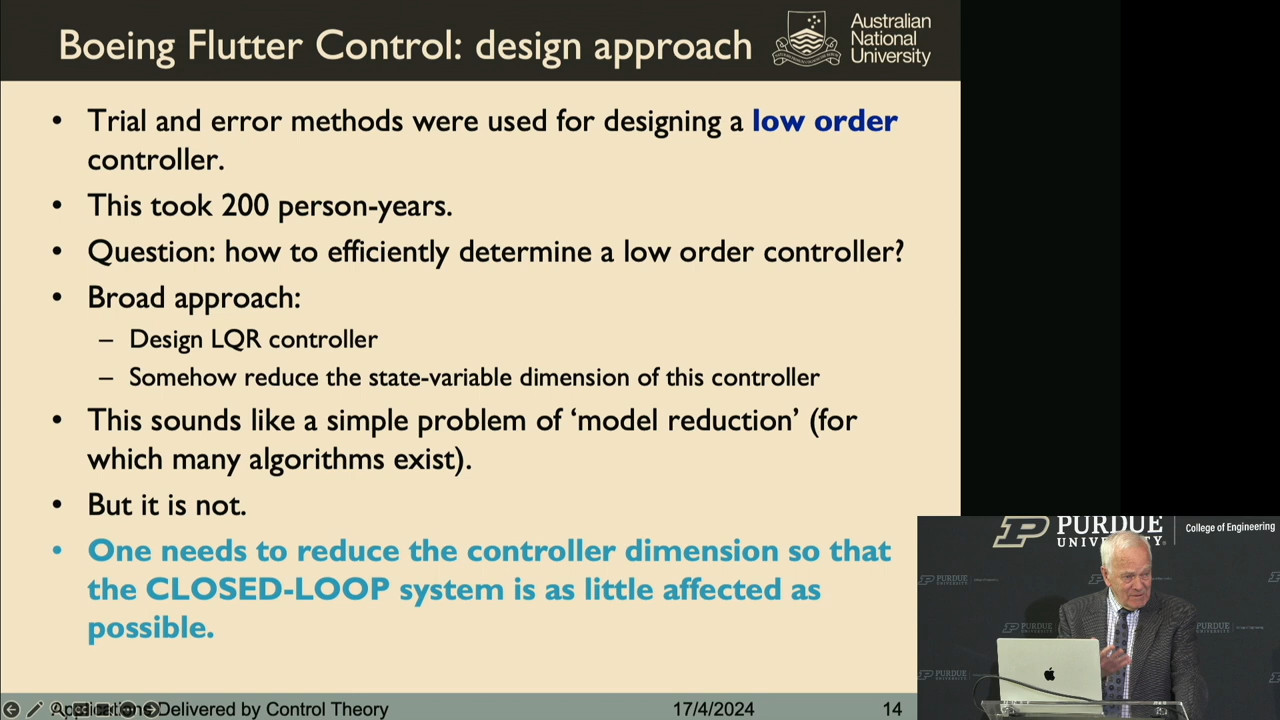 Boeing Flutter Control: design approach
Australian
National
University
• Trial and error methods were used for designing a low order
controller.
• This took 200 person-years.
• Question: how to efficiently determine a low order controller?
• Broad approach:
– Design LQR controller
– Somehow reduce the state-variable dimension of this controller
• This sounds like a simple problem of ‘model reduction’ (for
which many algorithms exist).
• But it is not.
• One needs to reduce the controller dimension so that
the CLOSED-LOOP system is as little affected as
possible.
Applications Delivered by Control Theory
17/4/2024
14
PURDUE
UNIVERSITY
College of Engineering
PURDUE
UNIVERSITY
PURDUE
UNIVERSITY